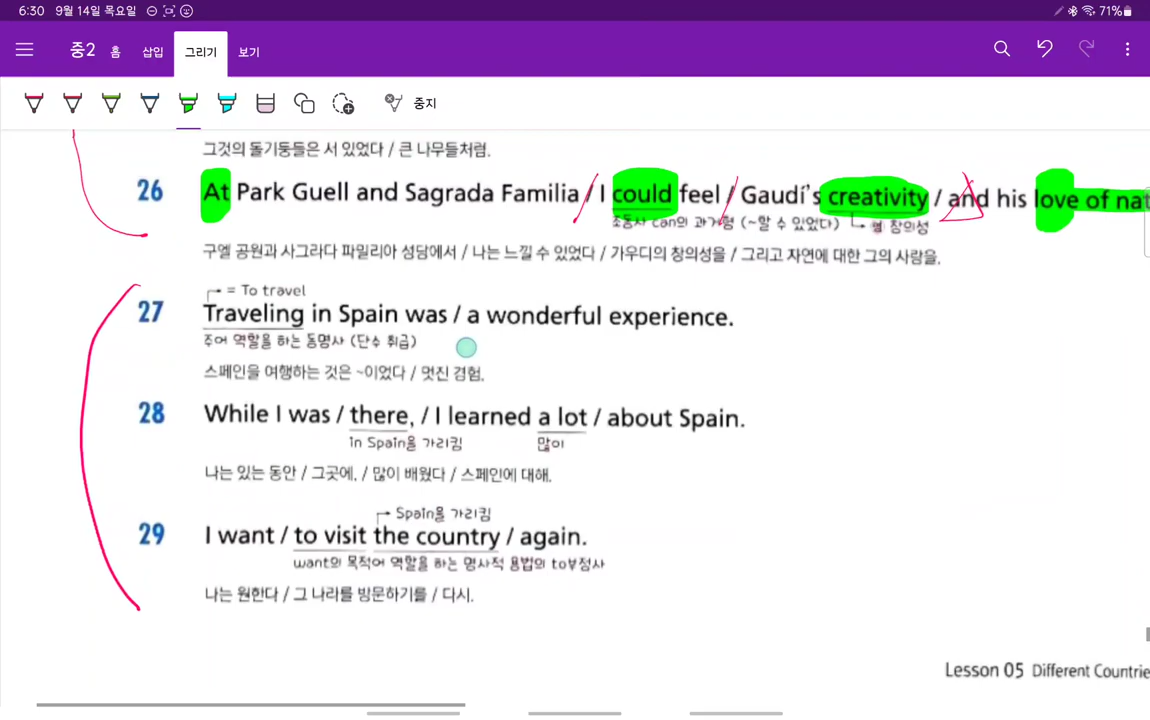 6:30 9월 14일 목요일 71%
중2 홈 삽입 그리기 보기
중지
그것의 돌기둥들은 서 있었다 / 큰 나무들처럼.
26 At Park Guell and Sagrada Familia / I could feel / Gaudí's creativity / and his love of nat
조동사 can의 과거형 (~할 수 있었다) 명 창의성
구엘 공원과 사그라다 파밀리아 성당에서 / 나는 느낄 수 있었다 / 가우디의 창의성을 / 그리고 자연에 대한 그의 사랑을.
= To travel
27 Traveling in Spain was / a wonderful experience.
주어 역할을 하는 동명사 (단수 취급)
스페인을 여행하는 것은 ~이었다 / 멋진 경험.
28 While I was / there, / I learned a lot / about Spain.
in Spain을 가리킴 많이
나는 있는 동안 / 그곳에, / 많이 배웠다 / 스페인에 대해.
Spain을 가리킴
29 I want / to visit the country / again.
want의 목적어 역할을 하는 명사적 용법의 to부정사
나는 원한다 / 그 나라를 방문하기를 / 다시.
Lesson 05 Different Countrie